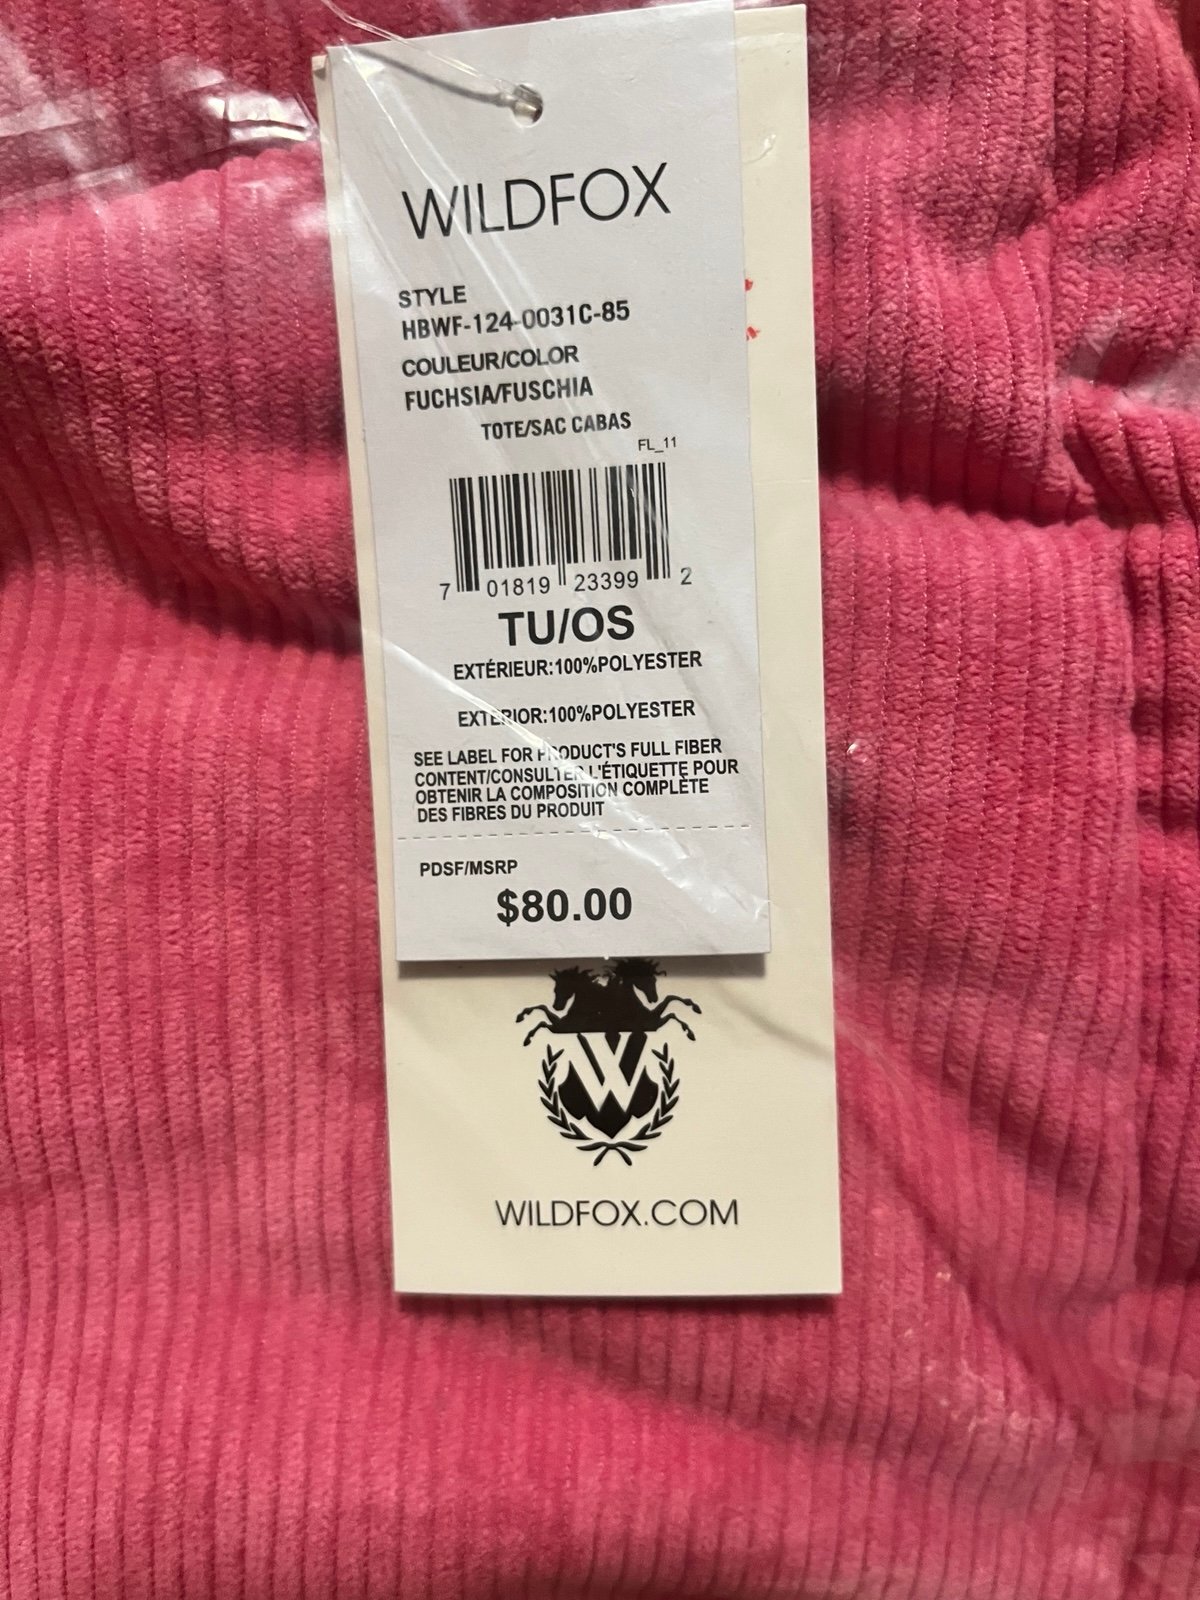 WILDFOX
STYLE
HBWF-124-0031C-85
COULEUR/COLOR
FUCHSIA/FUSCHIA
TOTE/SAC CABAS
FL_11
7 01819 23399 2
TU/OS
EXTÉRIEUR:100%POLYESTER
EXTERIOR:100%POLYESTER
SEE LABEL FOR PRODUCT'S FULL FIBER
CONTENT/CONSULTER L'ÉTIQUETTE POUR
OBTENIR LA COMPOSITION COMPLÈTE
DES FIBRES DU PRODUIT
PDSF/MSRP
$80.00
W
WILDFOX.COM